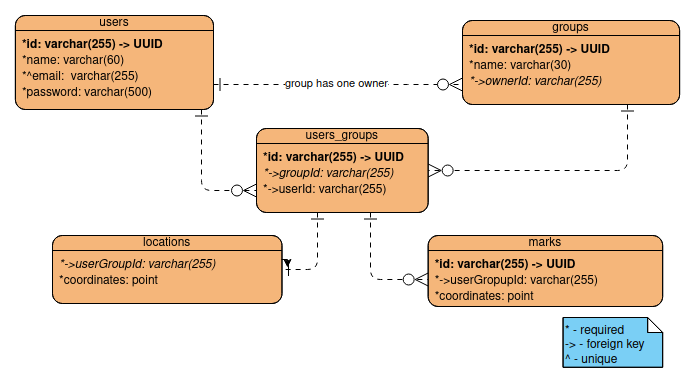 users
*id: varchar(255) -> UUID
*name: varchar(60)
*^email:  varchar(255)
*password: varchar(500)
groups
*id: varchar(255) -> UUID
*name: varchar(30)
*->ownerId: varchar(255)
group has one owner
users_groups
*id: varchar(255) -> UUID
*->groupId: varchar(255)
*->userId: varchar(255)
locations
*->userGroupId: varchar(255)
*coordinates: point
marks
*id: varchar(255) -> UUID
*->userGropupId: varchar(255)
*coordinates: point
* - required
-> - foreign key
^ - unique